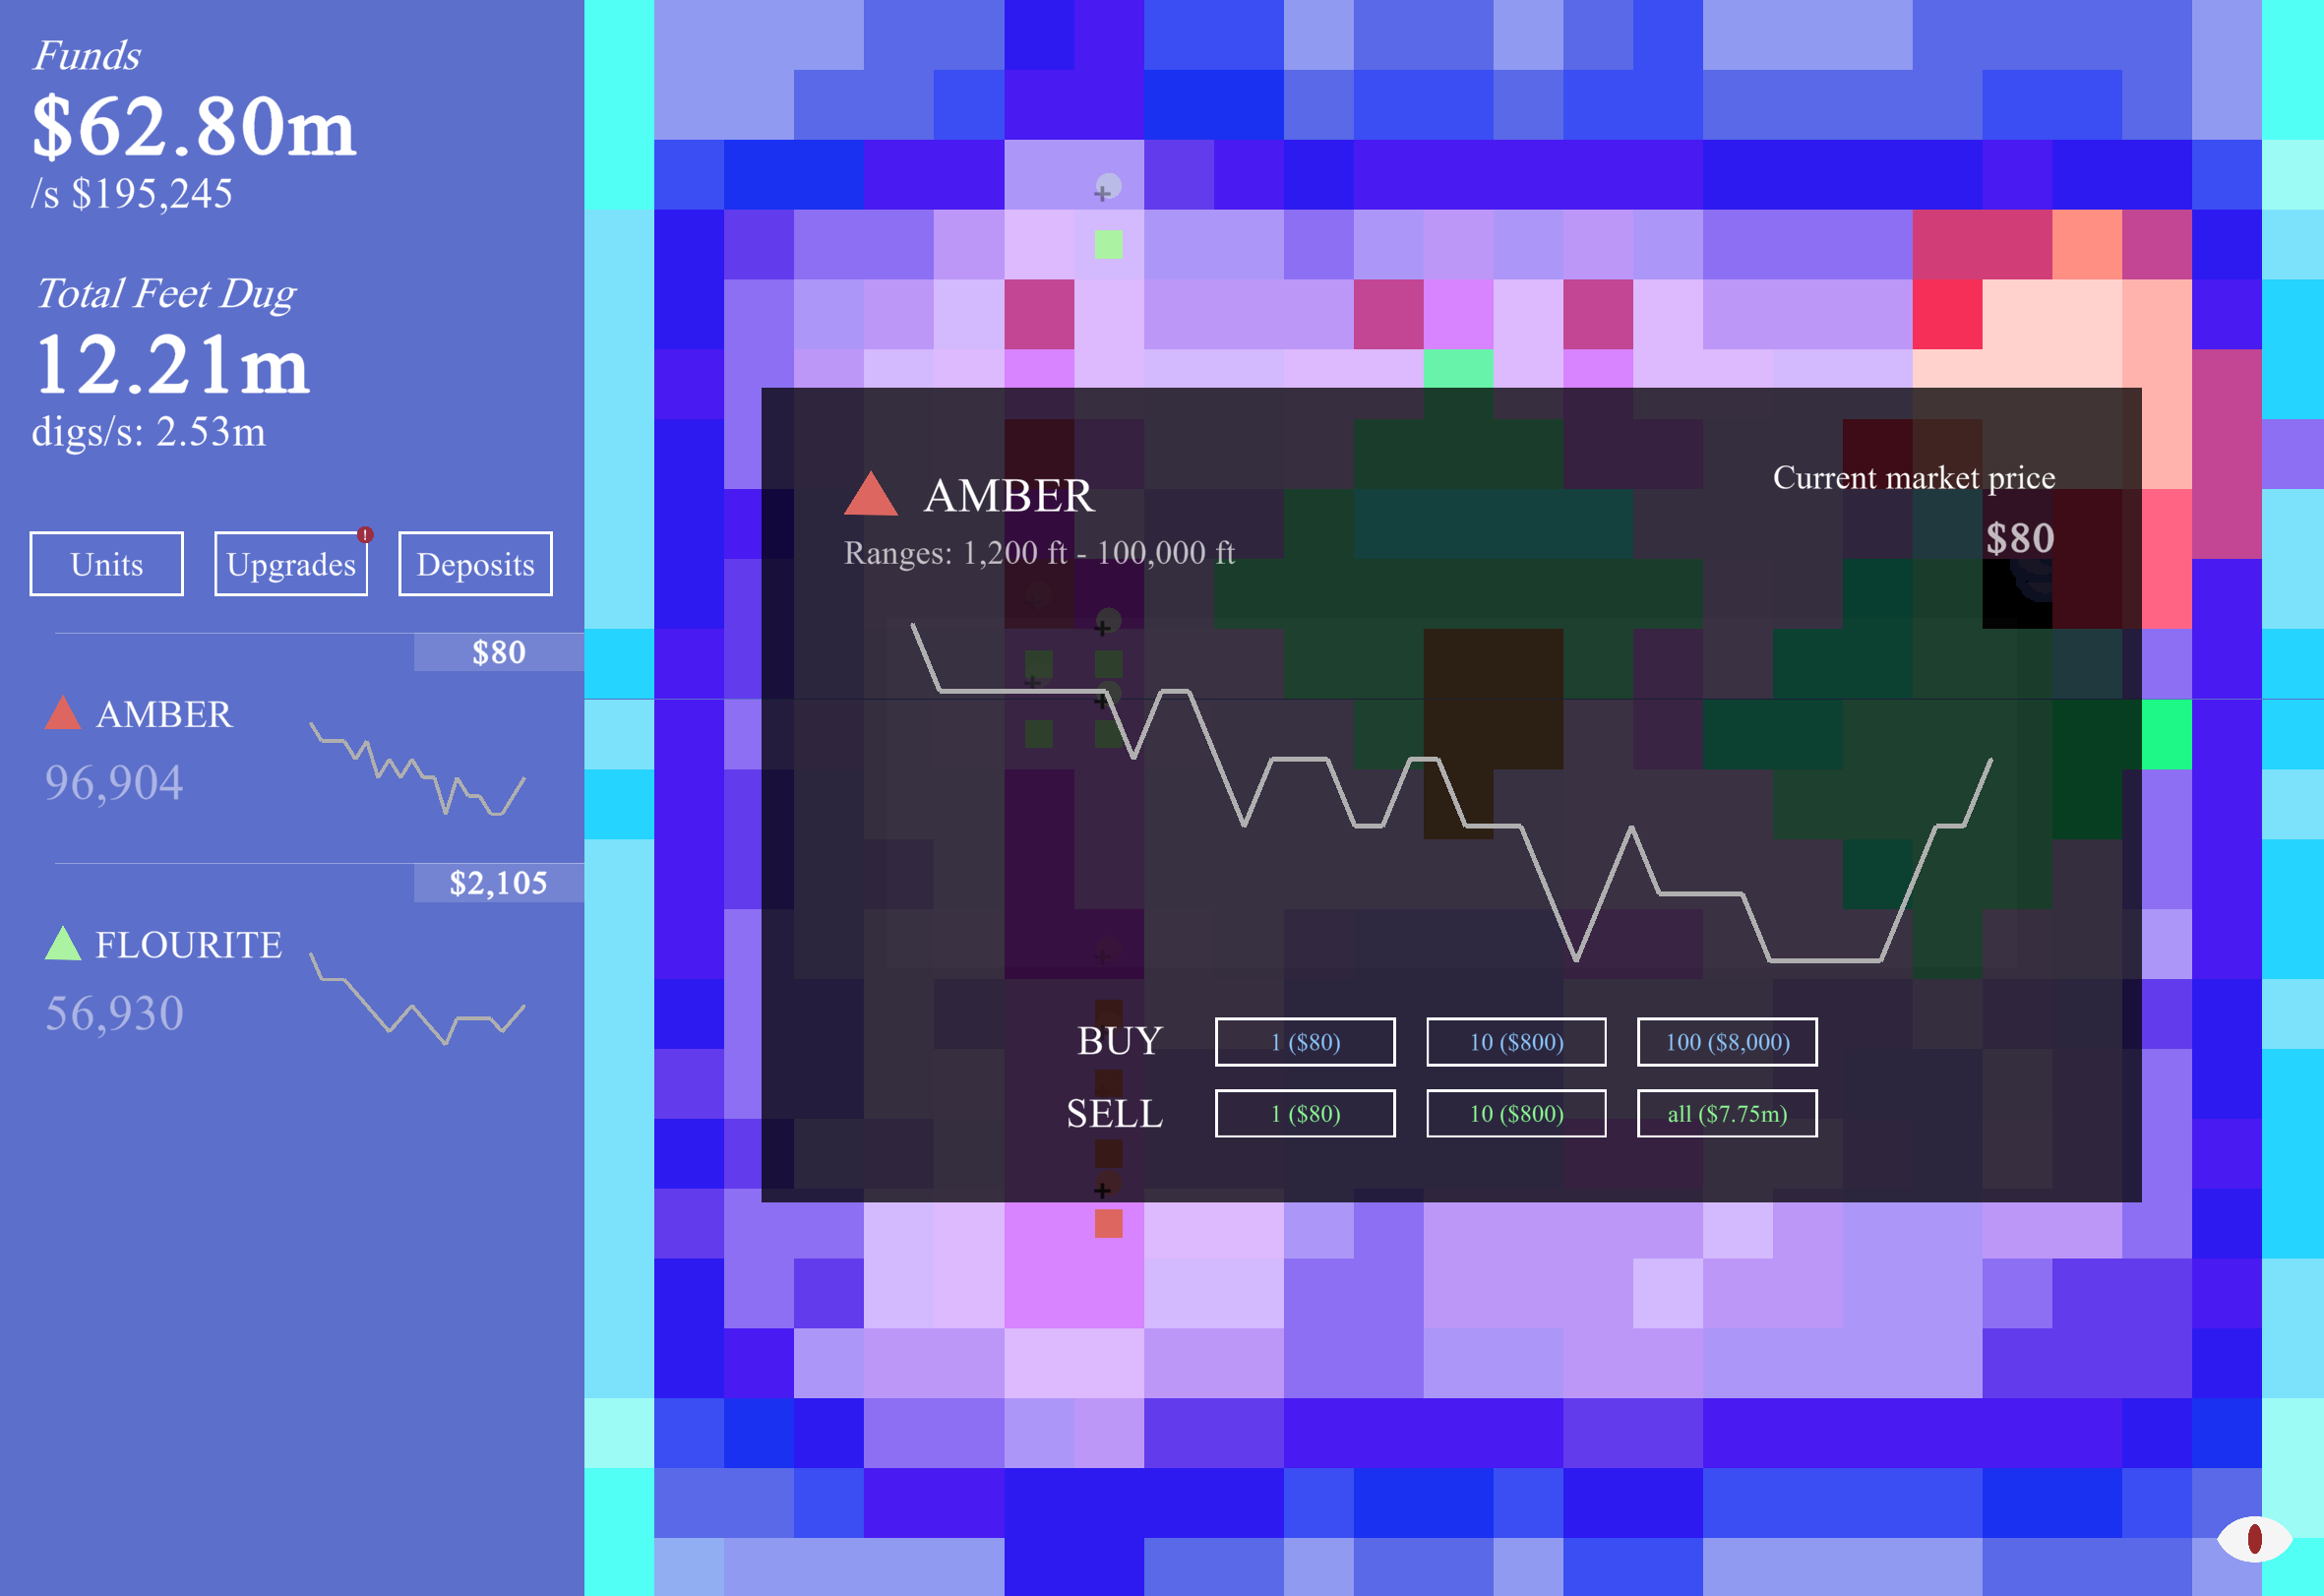 Funds
$62.80m
/s $195,245
Total Feet Dug
12.21m
digs/s: 2.53m
Units
Upgrades
!
Deposits
$80
AMBER
96,904
$2,105
FLOURITE
56,930
AMBER
Ranges: 1,200 ft - 100,000 ft
Current market price
$80
BUY
1 ($80)
10 ($800)
100 ($8,000)
SELL
1 ($80)
10 ($800)
all ($7.75m)